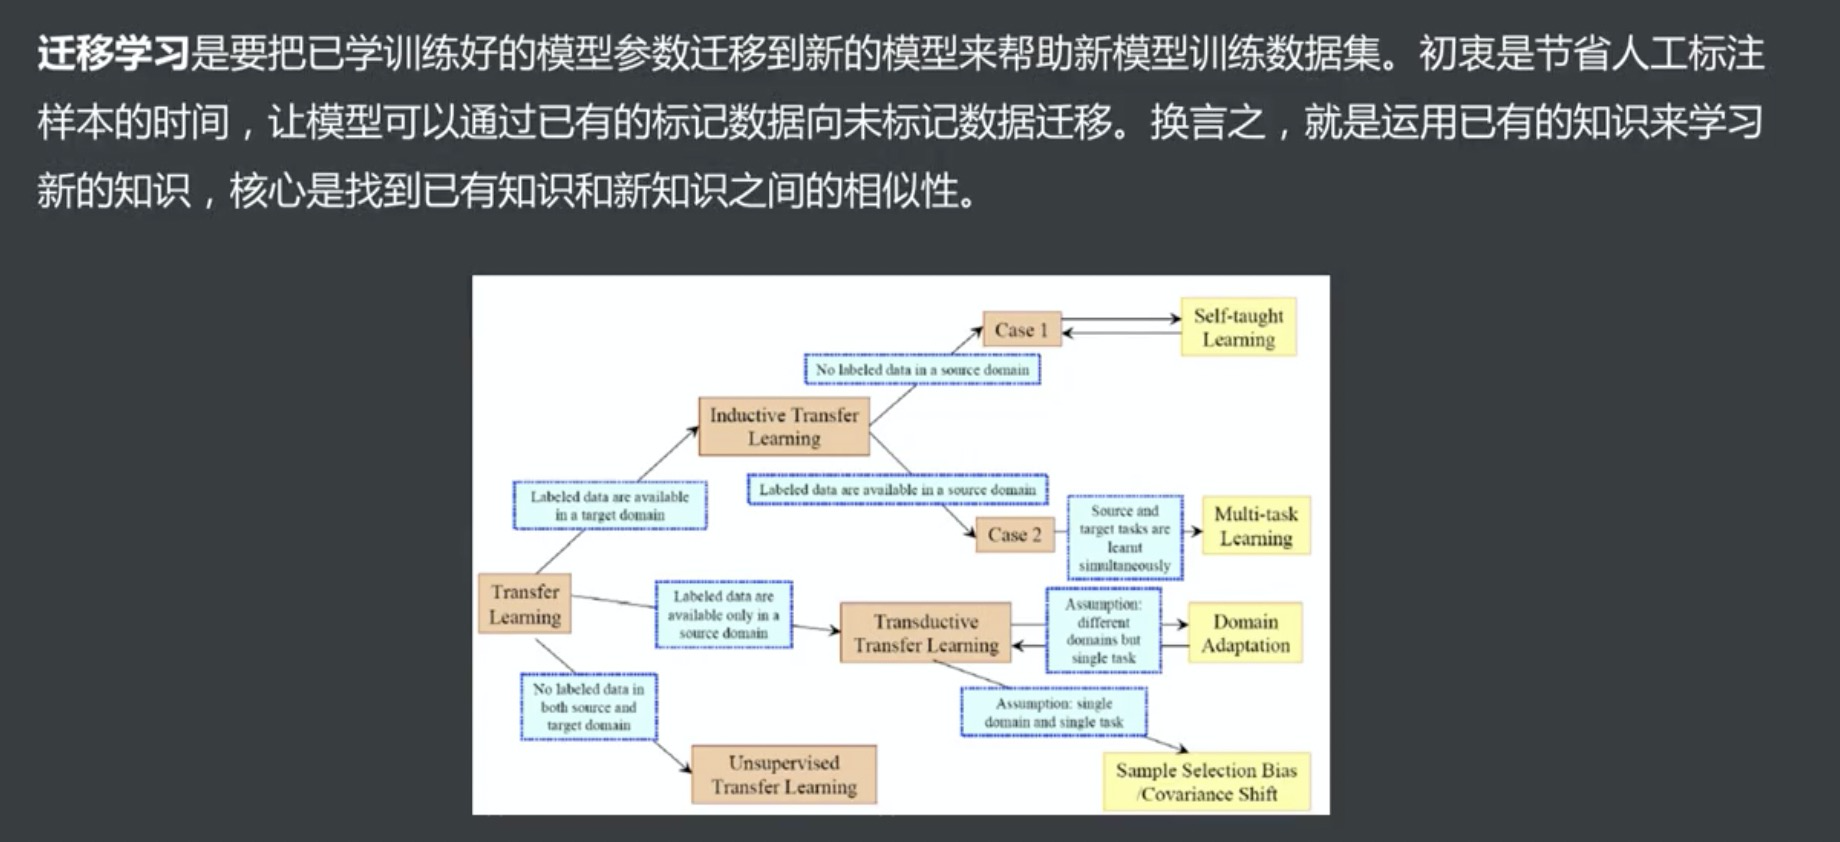 迁移学习是要把已学训练好的模型参数迁移到新的模型来帮助新模型训练数据集。初衷是节省人工标注
样本的时间，让模型可以通过已有的标记数据向未标记数据迁移。换言之，就是运用已有的知识来学习
新的知识，核心是找到已有知识和新知识之间的相似性。
Case 1
Self-taught
Learning
No labeled data in a source domain
Inductive Transfer
Learning
Labeled data are available
in a target domain
Labeled data are available in a source domain
Case 2
Source and
target tasks are
learnt
simultaneously
Multi-task
Learning
Transfer
Learning
Labeled data are
available only in a
source domain
Transductive
Transfer Learning
Assumption:
different
domains but
single task
Domain
Adaptation
No labeled data in
both source and
target domain
Assumption: single
domain and single task
Unsupervised
Transfer Learning
Sample Selection Bias
/Covariance Shift